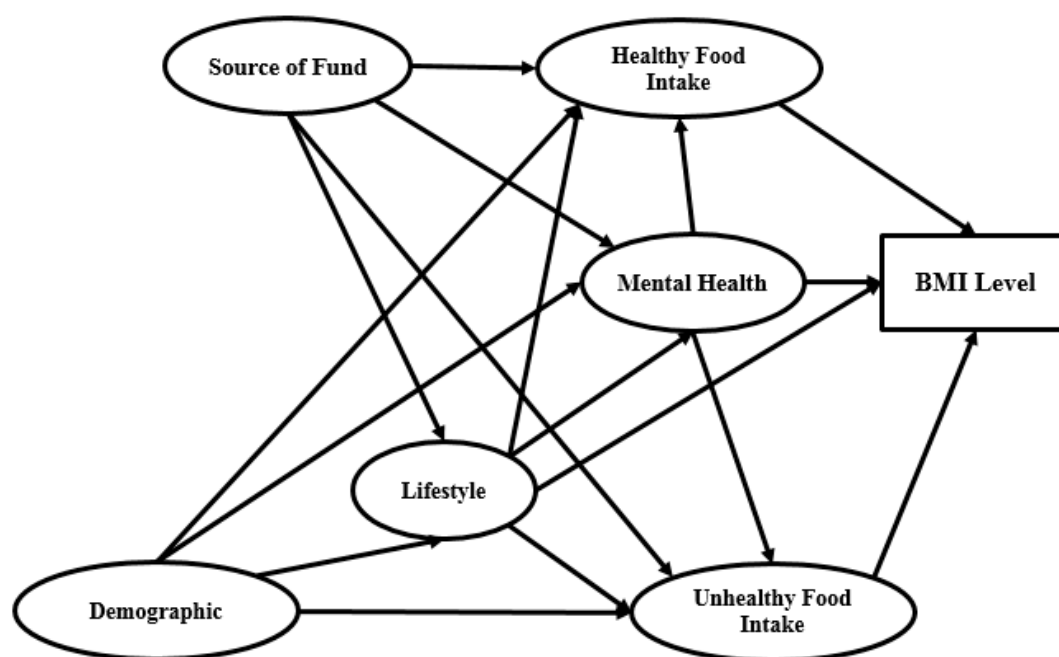 Source of Fund
Healthy Food
Intake
Mental Health
BMI Level
Lifestyle
Demographic
Unhealthy Food
Intake